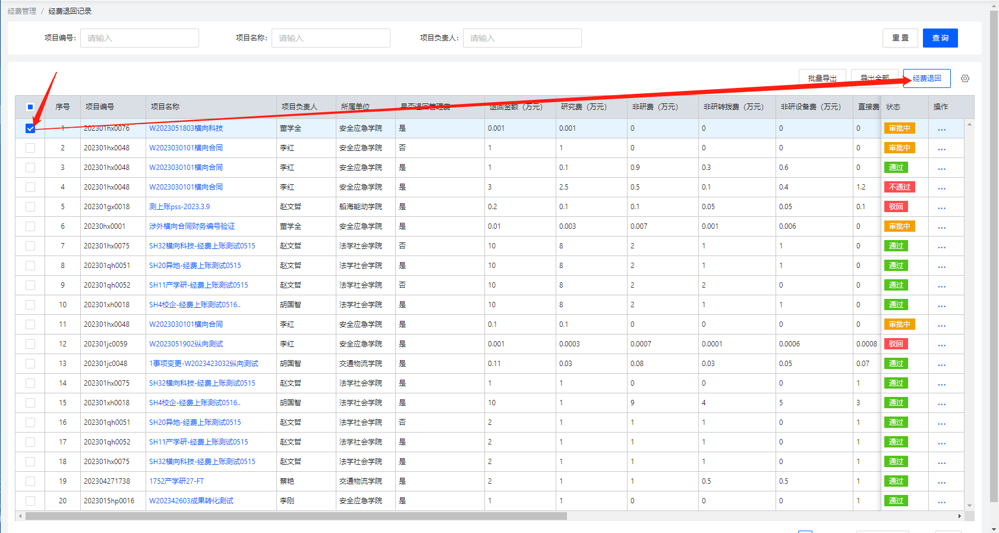 经费管理 / 经费退回记录
项目编号: 请输入 项目名称: 请输入 项目负责人: 请输入 重 置 查 询
批量导出 导出全部 经费退回
序号 项目编号 项目名称 项目负责人 所属单位 是否退回管理费 退回金额（万元） 研究费（万元） 非研费（万元） 非研转拨费（万元） 非研设备费（万元） 直接费 状态 操作
1 202301hx0076 W2023051803横向科技 董学全 安全应急学院 是 0.001 0.001 0 0 0 0 审批中 ...
2 202301hx0048 W2023030101横向合同 李红 安全应急学院 否 1 1 0 0 0 0 审批中 ...
3 202301hx0048 W2023030101横向合同 李红 安全应急学院 是 1 0.1 0.9 0.3 0.6 0 通过 ...
4 202301hx0048 W2023030101横向合同 李红 安全应急学院 是 3 2.5 0.5 0.1 0.4 1.2 不通过 ...
5 202301gx0018 测上账pss-2023.3.9 赵文哲 船海能动学院 是 0.2 0.1 0.1 0.05 0.05 0.1 驳回 ...
6 20230hx0001 涉外横向合同财务编号验证 董学全 安全应急学院 是 0.01 0.003 0.007 0.001 0.006 0 审批中 ...
7 202301hx0075 SH32横向科技-经费上账测试0515 赵文哲 法学社会学院 否 10 8 2 1 1 0 通过 ...
8 202301qh0051 SH20异地-经费上账测试0515 赵文哲 法学社会学院 是 10 8 2 1 1 0 通过 ...
9 202301qh0052 SH11产学研-经费上账测试0515 赵文哲 法学社会学院 否 10 8 2 2 0 0 通过 ...
10 202301xh0018 SH4校企-经费上账测试0516.. 胡国智 法学社会学院 是 10 8 2 1 1 0 通过 ...
11 202301hx0048 W2023030101横向合同 李红 安全应急学院 是 0.1 0.1 0 0 0 0 审批中 ...
12 202301jc0059 W2023051902纵向测试 李红 安全应急学院 是 0.001 0.0003 0.0007 0.0001 0.0006 0.0008 驳回 ...
13 202301jc0048 1事项变更-W2023423032纵向测试 胡国智 交通物流学院 是 0.11 0.03 0.08 0.03 0.05 0.07 通过 ...
14 202301hx0075 SH32横向科技-经费上账测试0515 赵文哲 法学社会学院 是 1 1 0 0 0 1 通过 ...
15 202301xh0018 SH4校企-经费上账测试0516.. 胡国智 法学社会学院 是 10 1 9 4 5 3 通过 ...
16 202301qh0051 SH20异地-经费上账测试0515 赵文哲 法学社会学院 否 2 1 1 1 0 1 通过 ...
17 202301qh0052 SH11产学研-经费上账测试0515 赵文哲 法学社会学院 是 2 1 1 1 0 1 通过 ...
18 202301hx0075 SH32横向科技-经费上账测试0515 赵文哲 法学社会学院 是 2 1 1 1 0 1 通过 ...
19 202304271738 1752产学研27-FT 蔡艳 交通物流学院 是 2 1 1 0.5 0.5 1 通过 ...
20 2023015hp0016 W202342603成果转化测试 李刚 安全应急学院 是 1 1 0 0 0 1 通过 ...